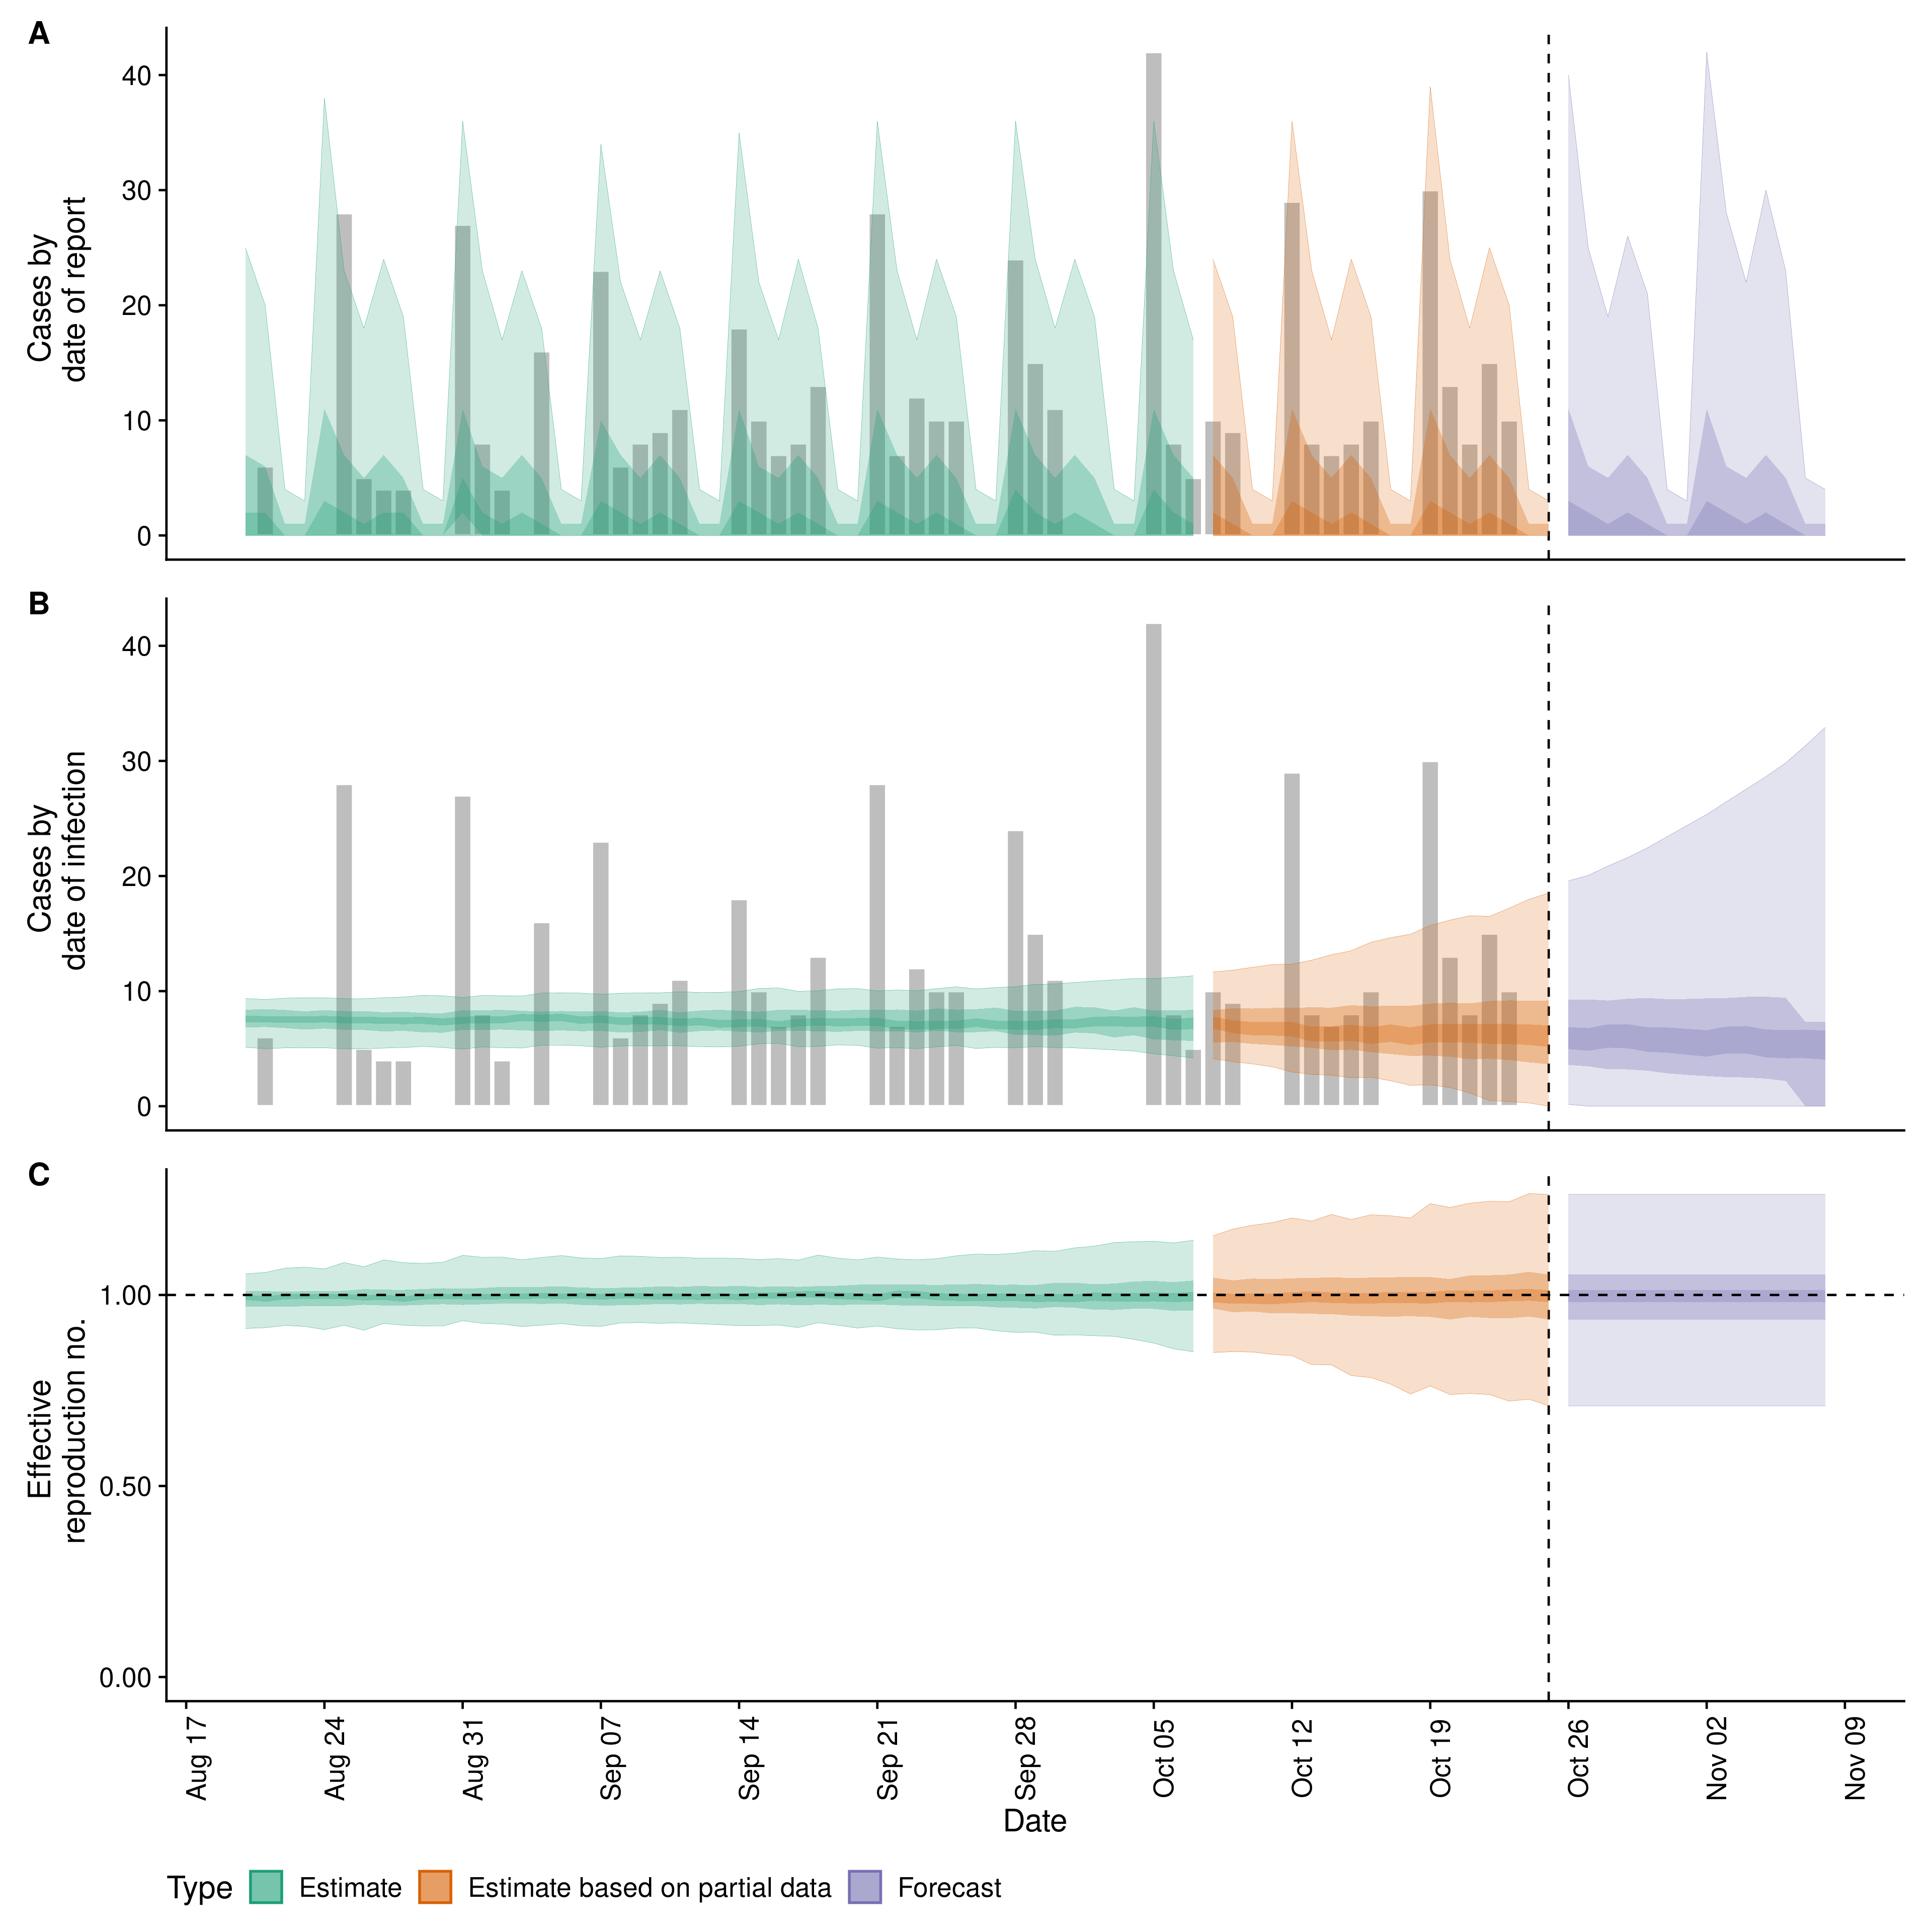 A
Cases by
date of report
40
30
20
10
0
B
Cases by
date of infection
40
30
20
10
0
C
Effective
reproduction no.
1.00
0.50
0.00
Aug 17
Aug 24
Aug 31
Sep 07
Sep 14
Sep 21
Sep 28
Oct 05
Oct 12
Oct 19
Oct 26
Nov 02
Nov 09
Date
Type Estimate Estimate based on partial data Forecast